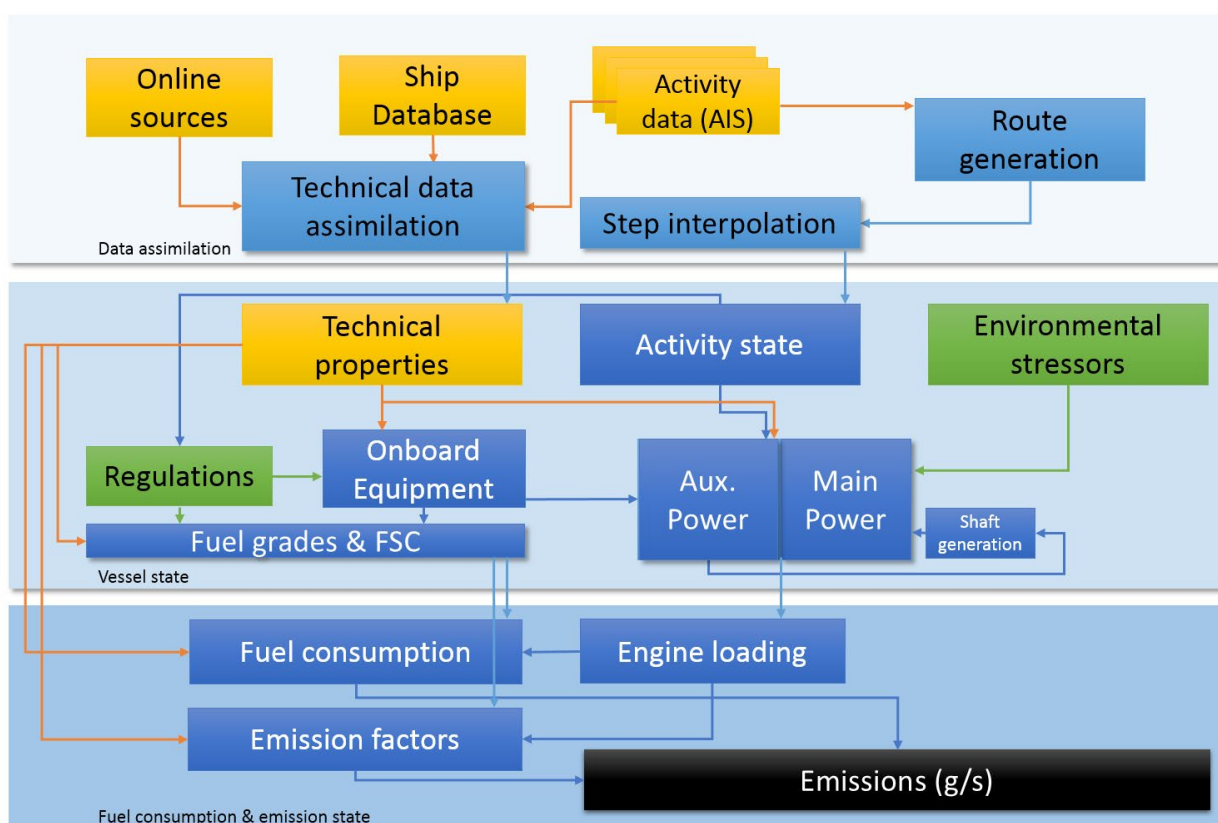 Online
sources
Ship
Database
Activity
data (AIS)
Route
generation
Technical data
assimilation
Step interpolation
Data assimilation
Technical
properties
Activity state
Environmental
stressors
Regulations
Onboard
Equipment
Aux.
Power
Main
Power
Shaft
generation
Fuel grades & FSC
Vessel state
Fuel consumption
Engine loading
Emission factors
Emissions (g/s)
Fuel consumption & emission state